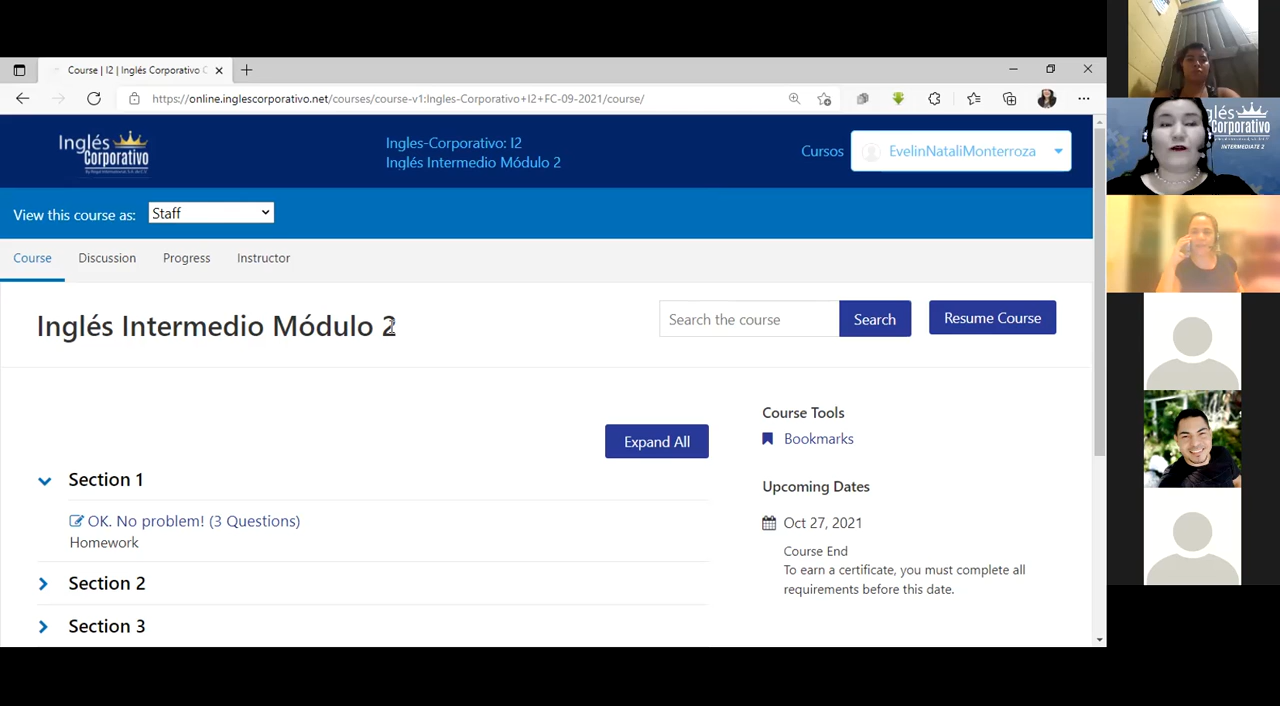 Course | I2 | Inglés Corporativo C
https://online.inglescorporativo.net/courses/course-v1:Ingles-Corporativo+I2+FC-09-2021/course/
Inglés Corporativo
Ingles-Corporativo: I2
Inglés Intermedio Módulo 2
Cursos
EvelinNataliMonterroza
View this course as:
Staff
Course
Discussion
Progress
Instructor
Inglés Intermedio Módulo 2
Search the course
Search
Resume Course
Expand All
Section 1
OK. No problem! (3 Questions)
Homework
Section 2
Section 3
Course Tools
Bookmarks
Upcoming Dates
Oct 27, 2021
Course End
To earn a certificate, you must complete all
requirements before this date.
Inglés
Corporativo
INTERMEDIATE 2